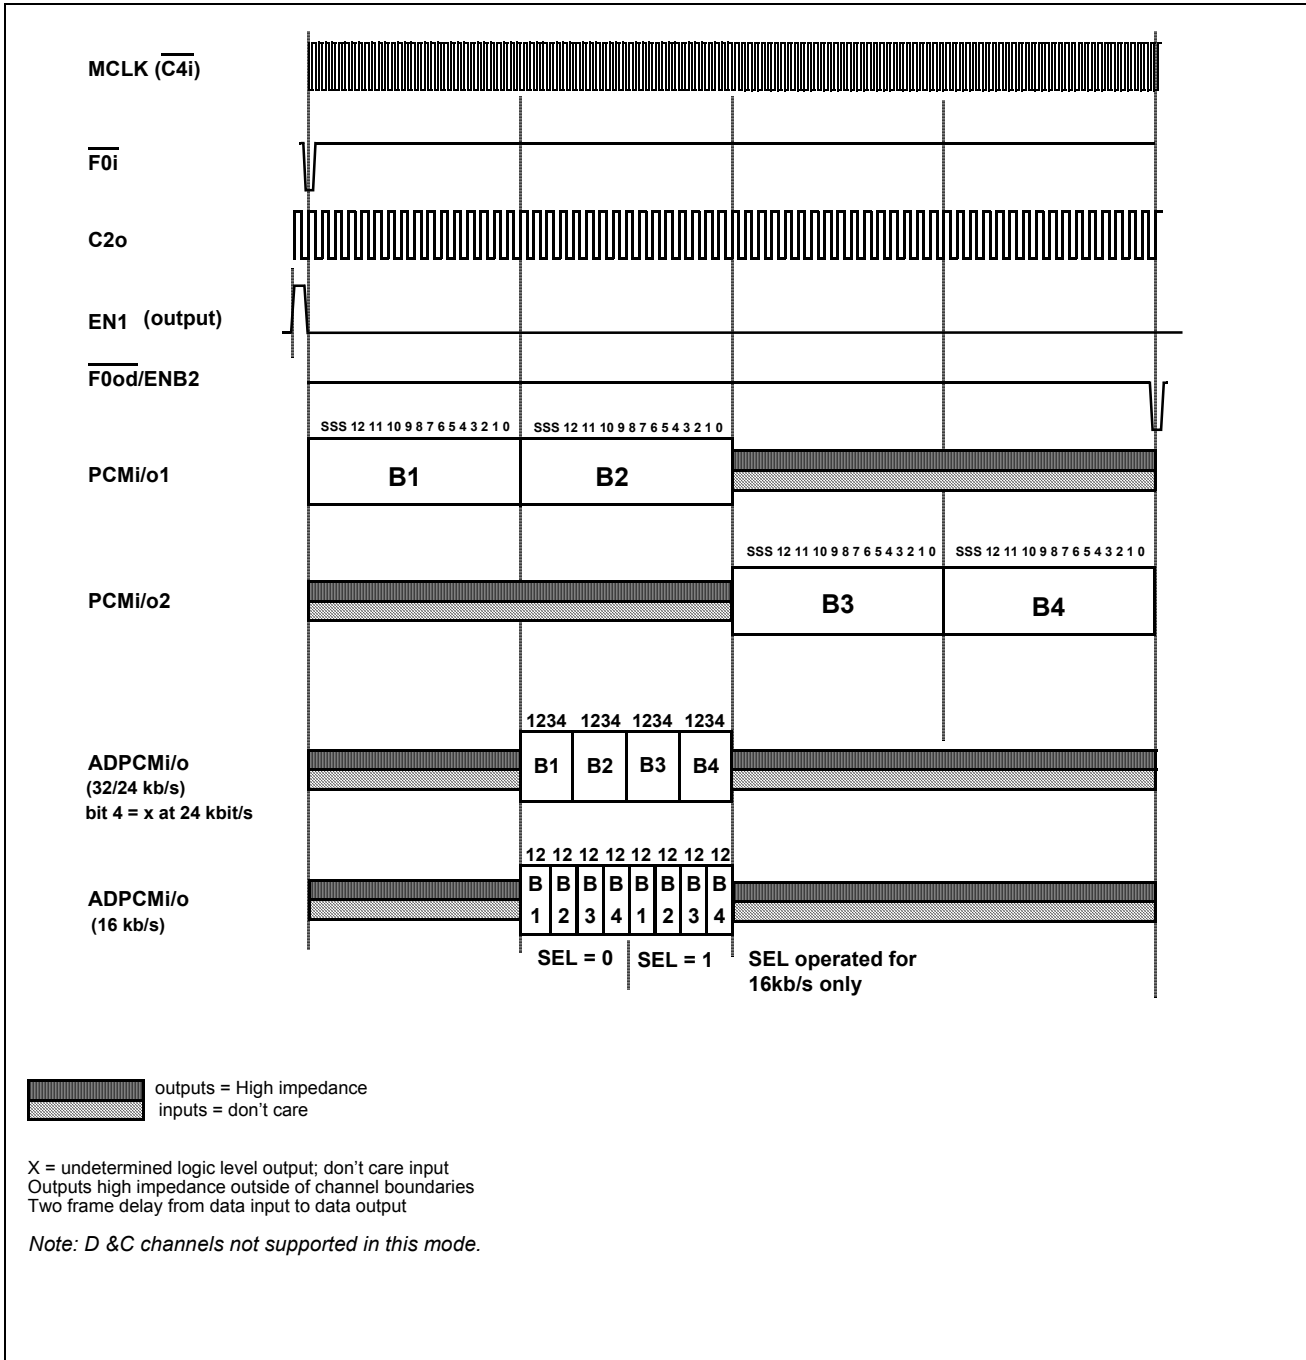 MCLK (C4i)
F0i
C2o
EN1 (output)
F0od/ENB2
SSS 12 11 10 9 8 7 6 5 4 3 2 1 0 SSS 12 11 10 9 8 7 6 5 4 3 2 1 0
PCMi/o1 B1 B2
SSS 12 11 10 9 8 7 6 5 4 3 2 1 0 SSS 12 11 10 9 8 7 6 5 4 3 2 1 0
PCMi/o2 B3 B4
1234 1234 1234 1234
ADPCMi/o B1 B2 B3 B4
(32/24 kb/s)
bit 4 = x at 24 kbit/s
12 12 12 12 12 12 12 12
B B B B B B B B
ADPCMi/o
1 2 3 4 1 2 3 4
(16 kb/s)
SEL = 0 SEL = 1 SEL operated for
16kb/s only
outputs = High impedance
inputs = don't care
X = undetermined logic level output; don't care input
Outputs high impedance outside of channel boundaries
Two frame delay from data input to data output
Note: D &C channels not supported in this mode.